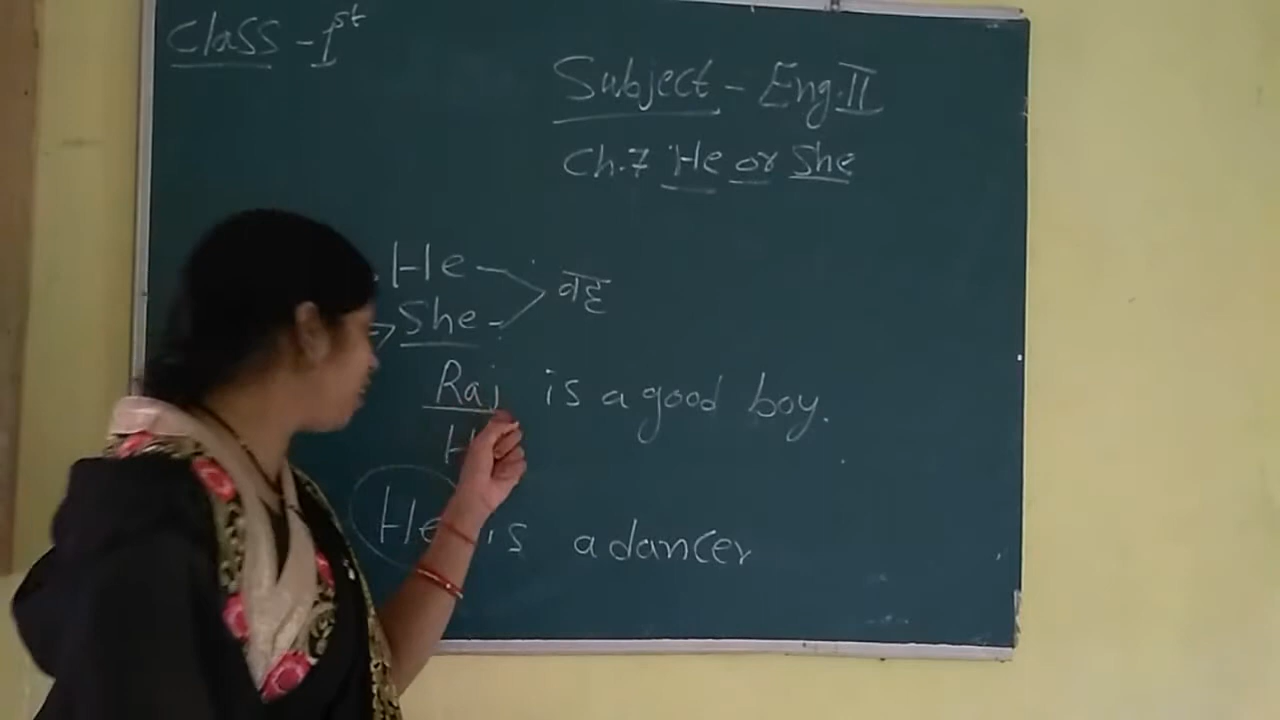 Class - 1st
Subject - Eng. II
Ch. 7 He or She
He
वह
She
Raj is a good boy.
He is a dancer